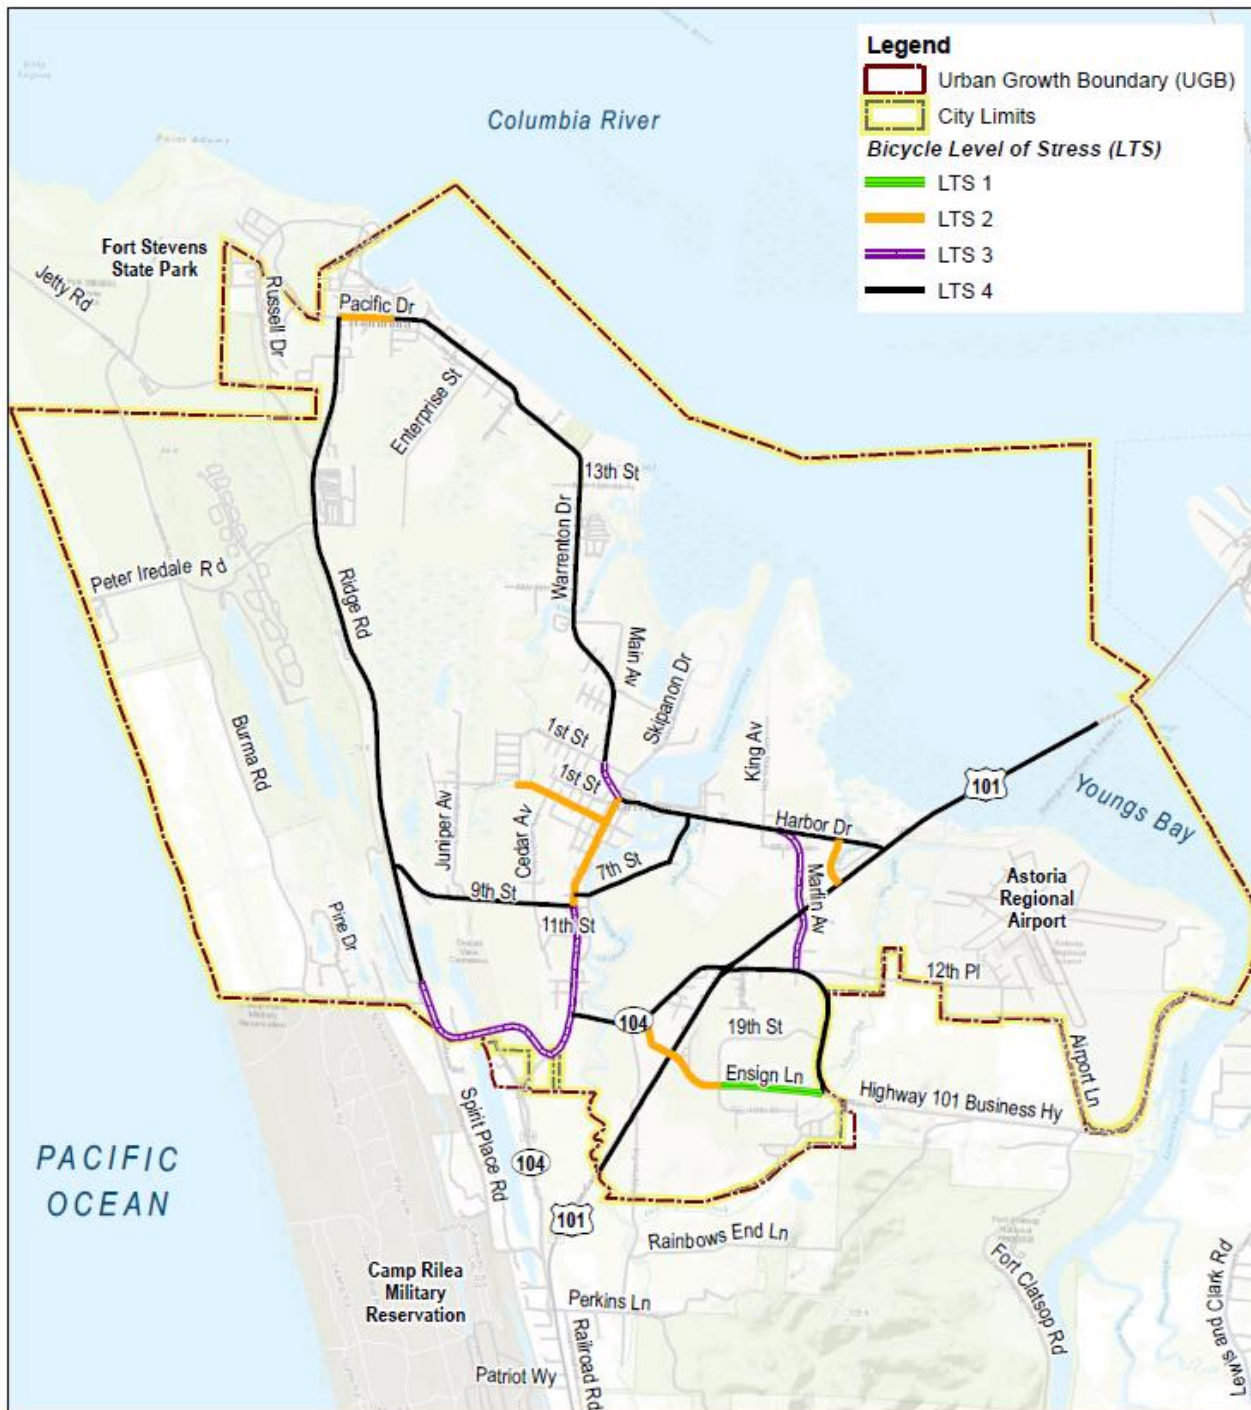 Legend
Urban Growth Boundary (UGB)
City Limits
Bicycle Level of Stress (LTS)
LTS 1
LTS 2
LTS 3
LTS 4
Columbia River
Point Adams
Fort Stevens
State Park
Jetty Rd
Russell Dr
Pacific Dr
Enterprise St
13th St
Warrenton Dr
Peter Iredale Rd
Ridge Rd
Main Av
Skipanon Dr
King Av
Burma Rd
1st St
1st St
101
Youngs Bay
Juniper Av
Cedar Av
Harbor Dr
7th St
Marlin Av
Astoria
Regional
Airport
9th St
11th St
Pine Dr
12th Pl
104
19th St
Ensign Ln
Highway 101 Business Hy
Airport Ln
Spirit Place Rd
104
101
PACIFIC
OCEAN
Rainbows End Ln
Camp Rilea
Military
Reservation
Perkins Ln
Railroad Rd
Patriot Wy
Fort Clatsop Rd
Lewis and Clark Rd